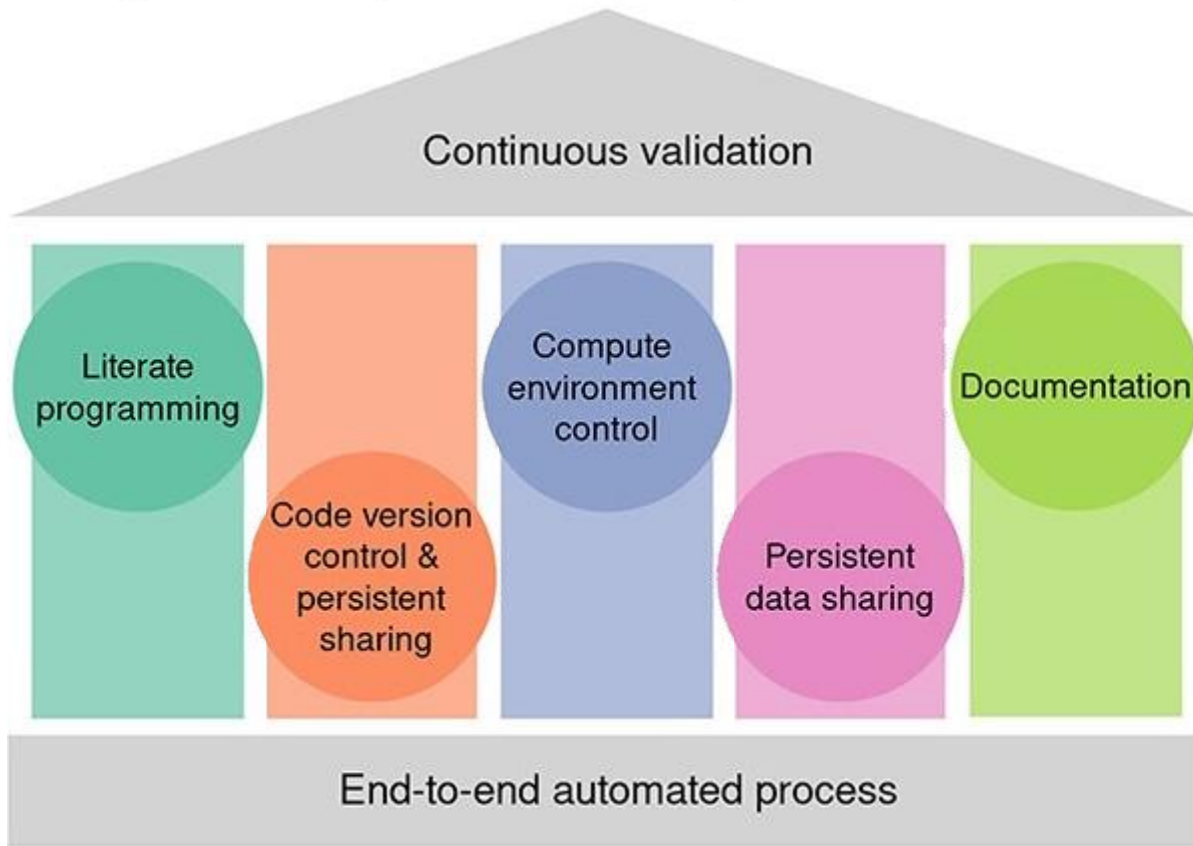 Continuous validation
Literate
programming
Code version
control &
persistent
sharing
Compute
environment
control
Persistent
data sharing
Documentation
End-to-end automated process